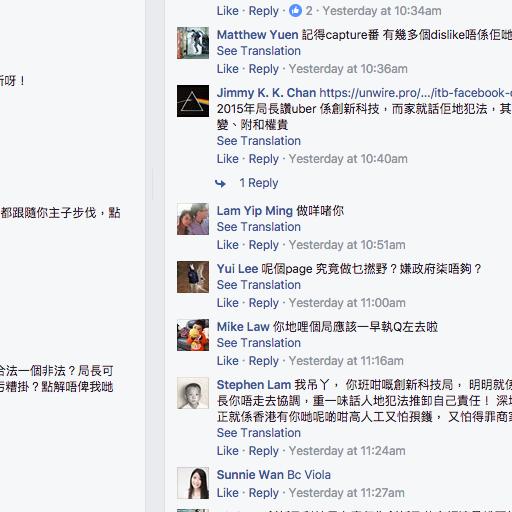 Like · Reply · 2 · Yesterday at 10:34am
Matthew Yuen 記得capture番 有幾多個dislike唔係佢哋
See Translation
Like · Reply · Yesterday at 10:36am
新呀！
Jimmy K. K. Chan https://unwire.pro/.../itb-facebook-
2015年局長讚uber 係創新科技，而家就話佢地犯法，其
變、附和權貴
See Translation
Like · Reply · Yesterday at 10:40am
1 Reply
都跟隨你主子步伐，點
Lam Yip Ming 做咩啫你
See Translation
Like · Reply · Yesterday at 10:51am
Yui Lee 呢個page 究竟做乜撚野？嫌政府柒唔夠？
See Translation
Like · Reply · Yesterday at 11:00am
Mike Law 你地哩個局應該一早執Q左去啦
See Translation
Like · Reply · Yesterday at 11:16am
合法一個非法？局長可
Stephen Lam 我吊丫， 你班咁嘅創新科局， 明明就係
糟掛？點解唔俾我哋
長你唔走去協調，重一味話人地犯法推卸自己責任！ 深圳
正就係香港有你哋呢啲咁高人工又怕孭鑊， 又怕得罪商家
See Translation
Like · Reply · Yesterday at 11:24am
Sunnie Wan Bc Viola
Like · Reply · Yesterday at 11:27am